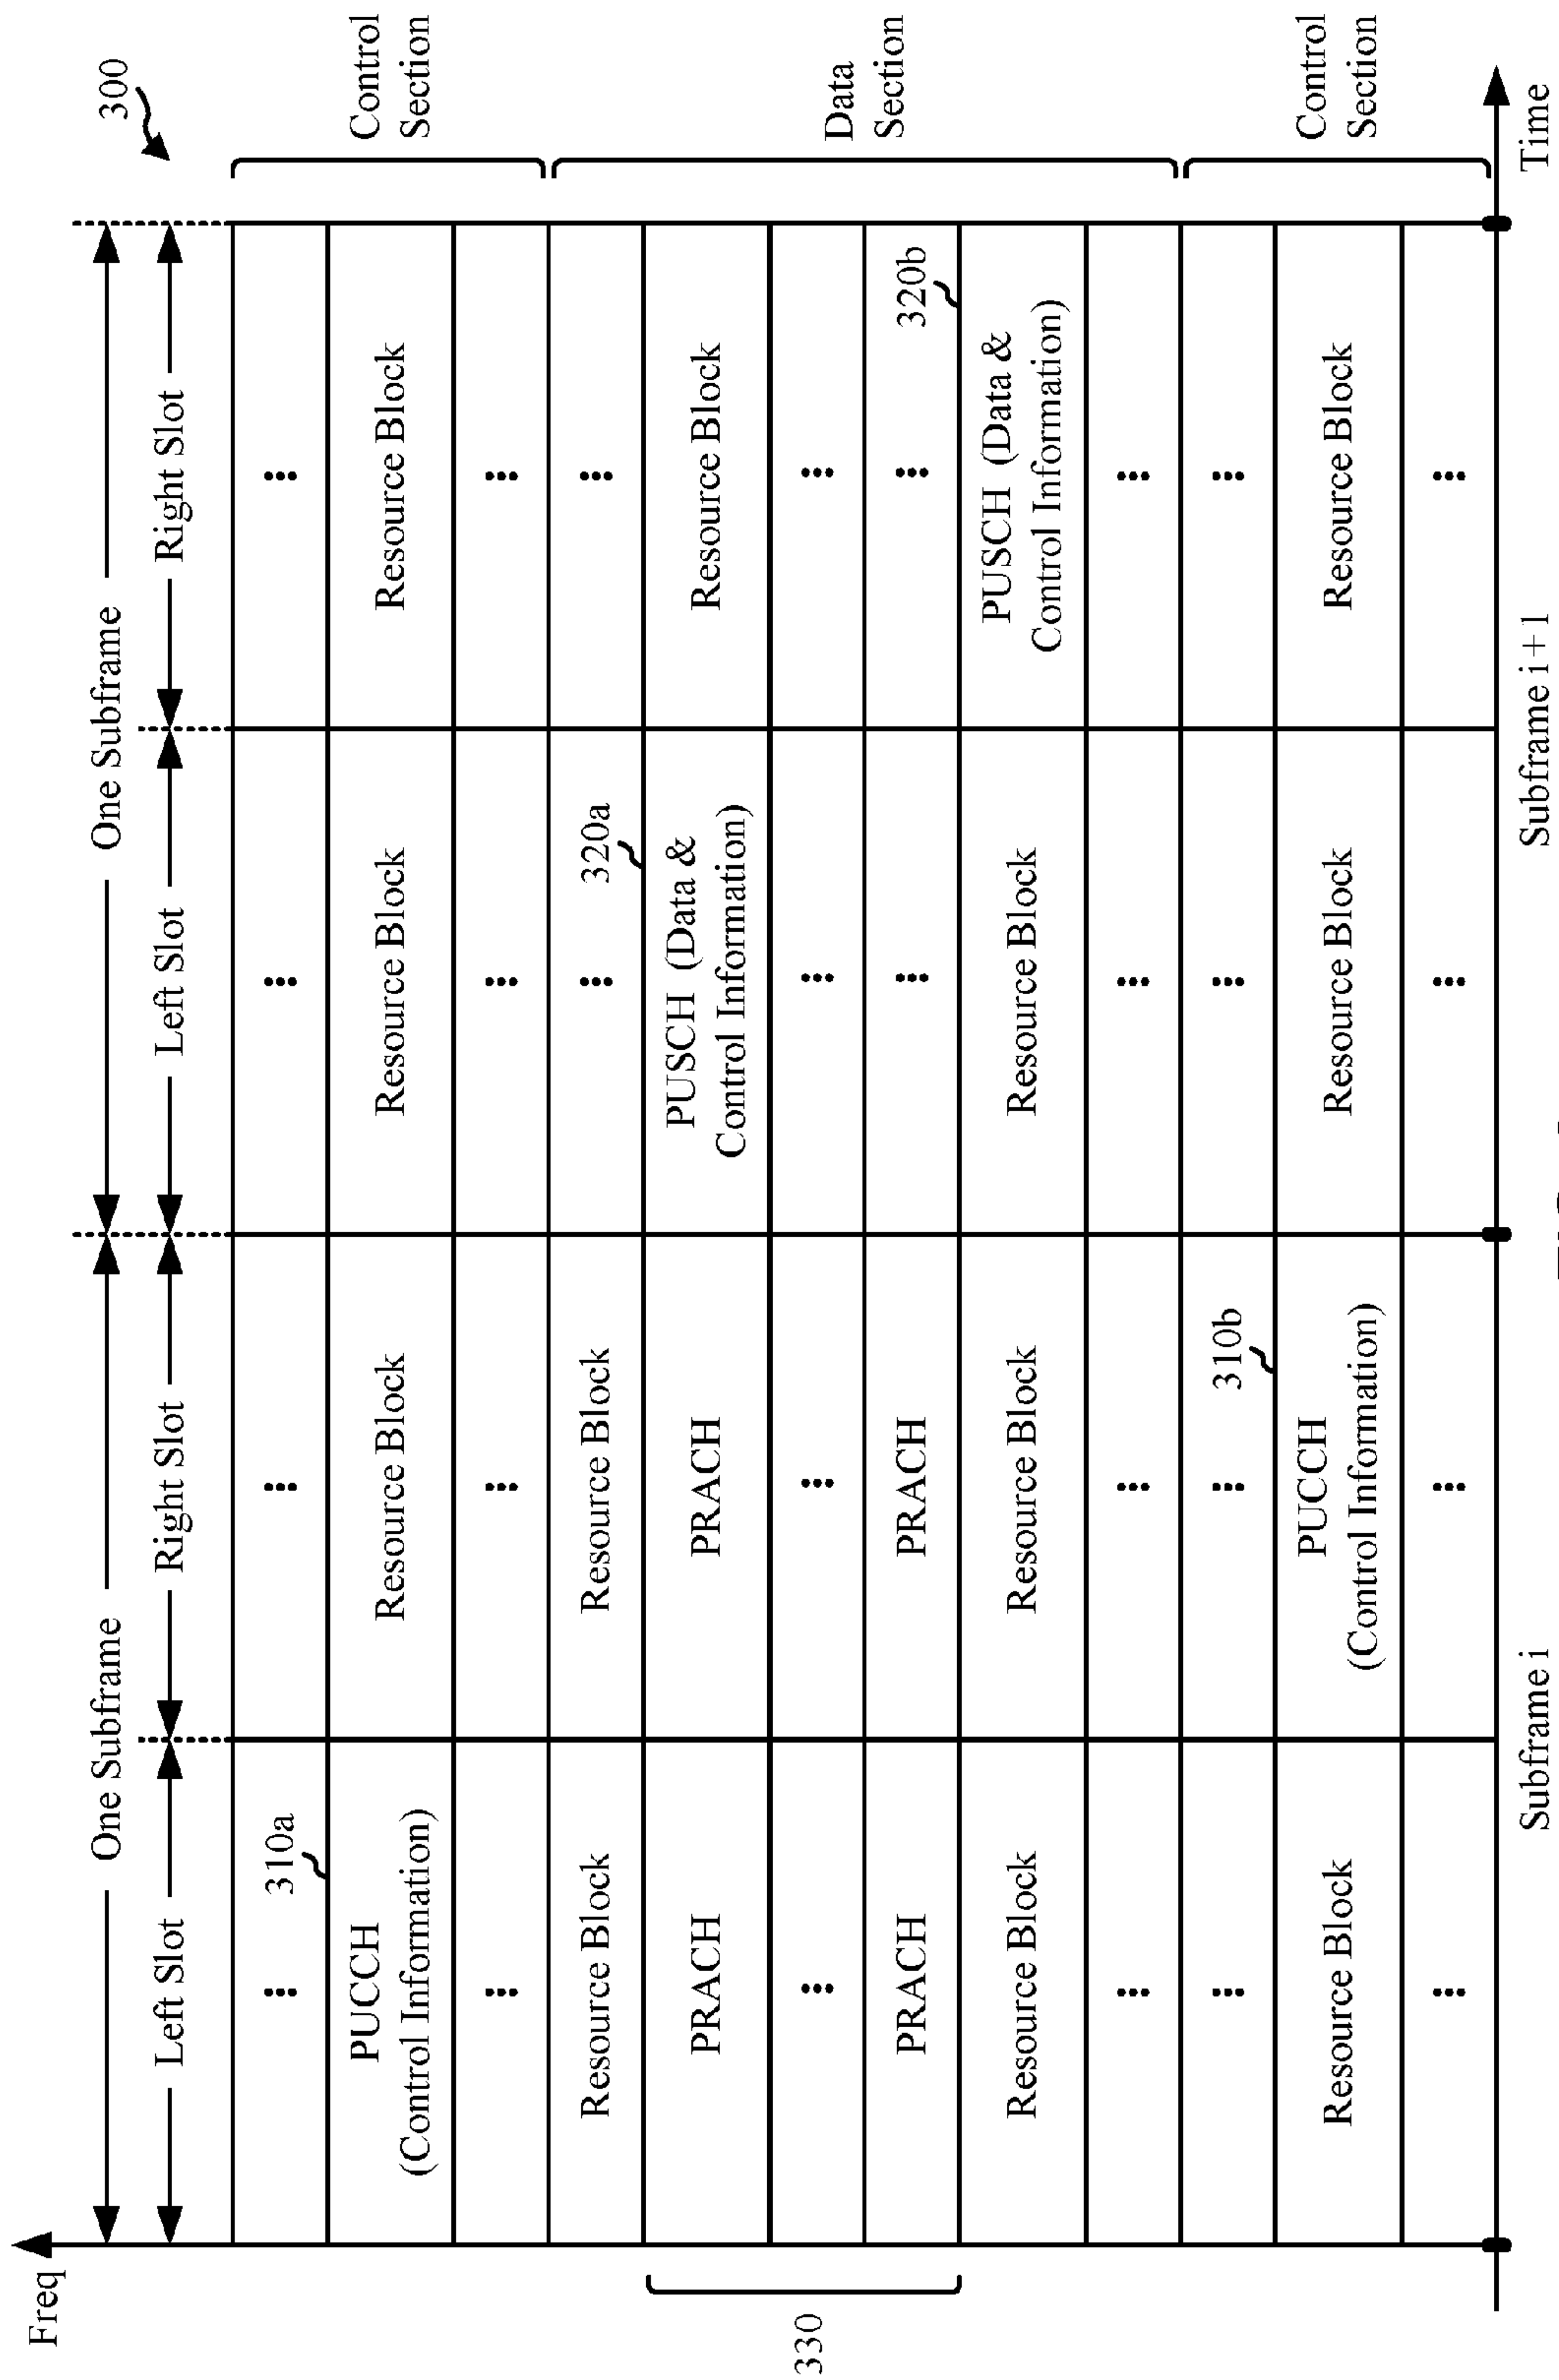 Freq
300
One Subframe
One Subframe
Left Slot
Right Slot
Left Slot
Right Slot
310a
PUCCH
(Control Information)
Resource Block
Resource Block
Resource Block
Control
Section
Resource Block
Resource Block
320a
PRACH
PRACH
PUSCH (Data &
Control Information)
Resource Block
330
Data
Section
PRACH
PRACH
320b
Resource Block
Resource Block
Resource Block
PUSCH (Data &
Control Information)
310b
Resource Block
PUCCH
(Control Information)
Resource Block
Resource Block
Control
Section
Subframe i
Subframe i + 1
Time